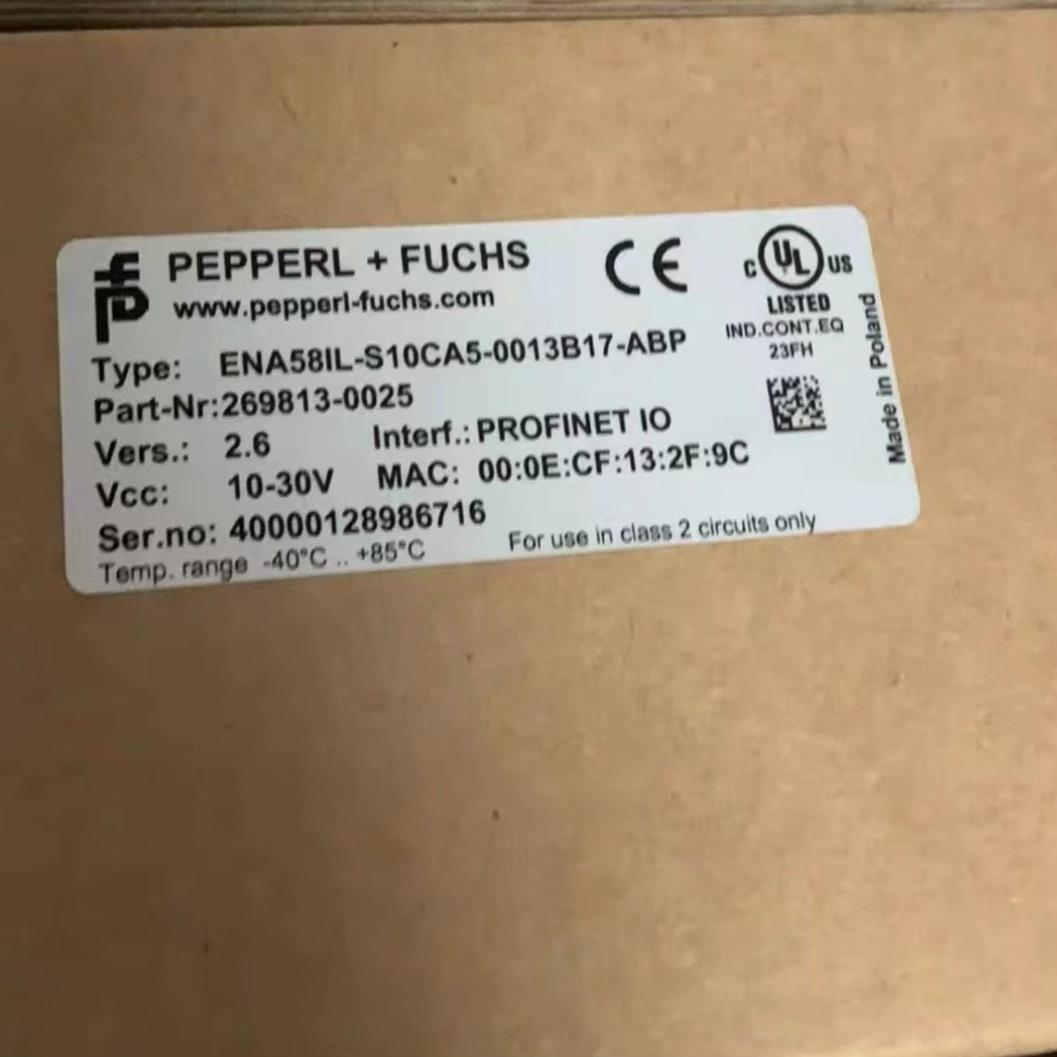 PEPPERL + FUCHS
www.pepperl-fuchs.com
CE
c UL US
LISTED
IND.CONT.EQ
23FH
Type: ENA58IL-S10CA5-0013B17-ABP
Part-Nr:269813-0025
Vers.: 2.6 Interf.: PROFINET IO
Vcc: 10-30V MAC: 00:0E:CF:13:2F:9C
Ser.no: 40000128986716
Temp. range -40°C .. +85°C For use in class 2 circuits only
Made in Poland